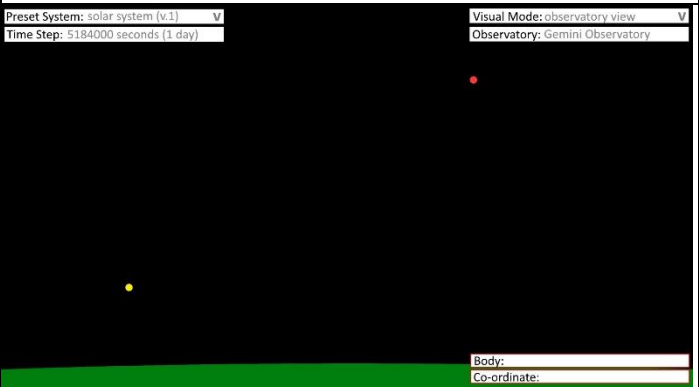 Preset System: solar system (v.1) V
Visual Mode: observatory view V
Time Step: 5184000 seconds (1 day)
Observatory: Gemini Observatory
Body:
Co-ordinate: